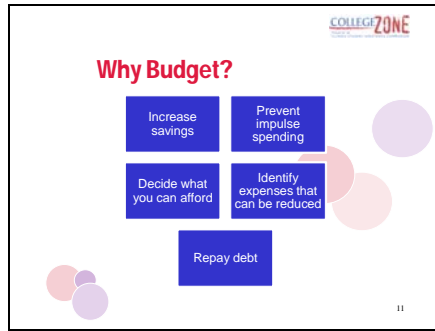 COLLEGEZONE
Why Budget?
Increase
savings
Prevent
impulse
spending
Decide what
you can afford
Identify
expenses that
can be reduced
Repay debt
11